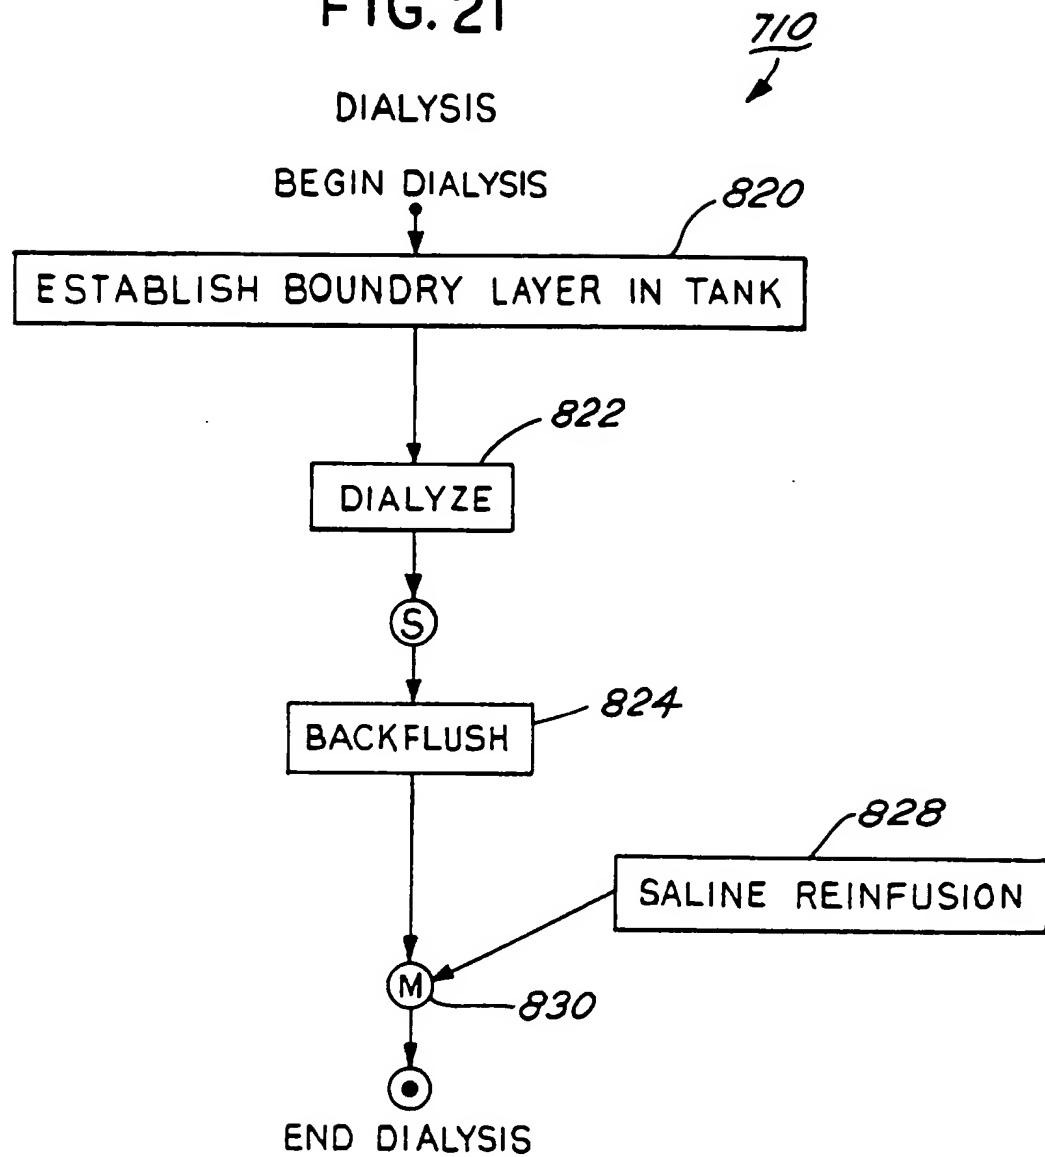 FIG. 21
710
DIALYSIS
BEGIN DIALYSIS
820
ESTABLISH BOUNDRY LAYER IN TANK
822
DIALYZE
S
824
BACKFLUSH
828
SALINE REINFUSION
M
830
END DIALYSIS